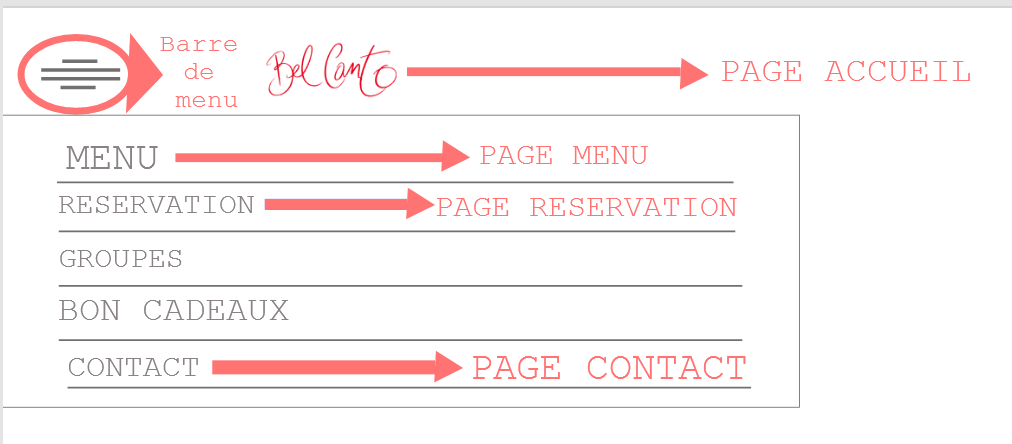 Barre
de
menu
Bel Canto
PAGE ACCUEIL
MENU PAGE MENU
RESERVATION PAGE RESERVATION
GROUPES
BON CADEAUX
CONTACT PAGE CONTACT